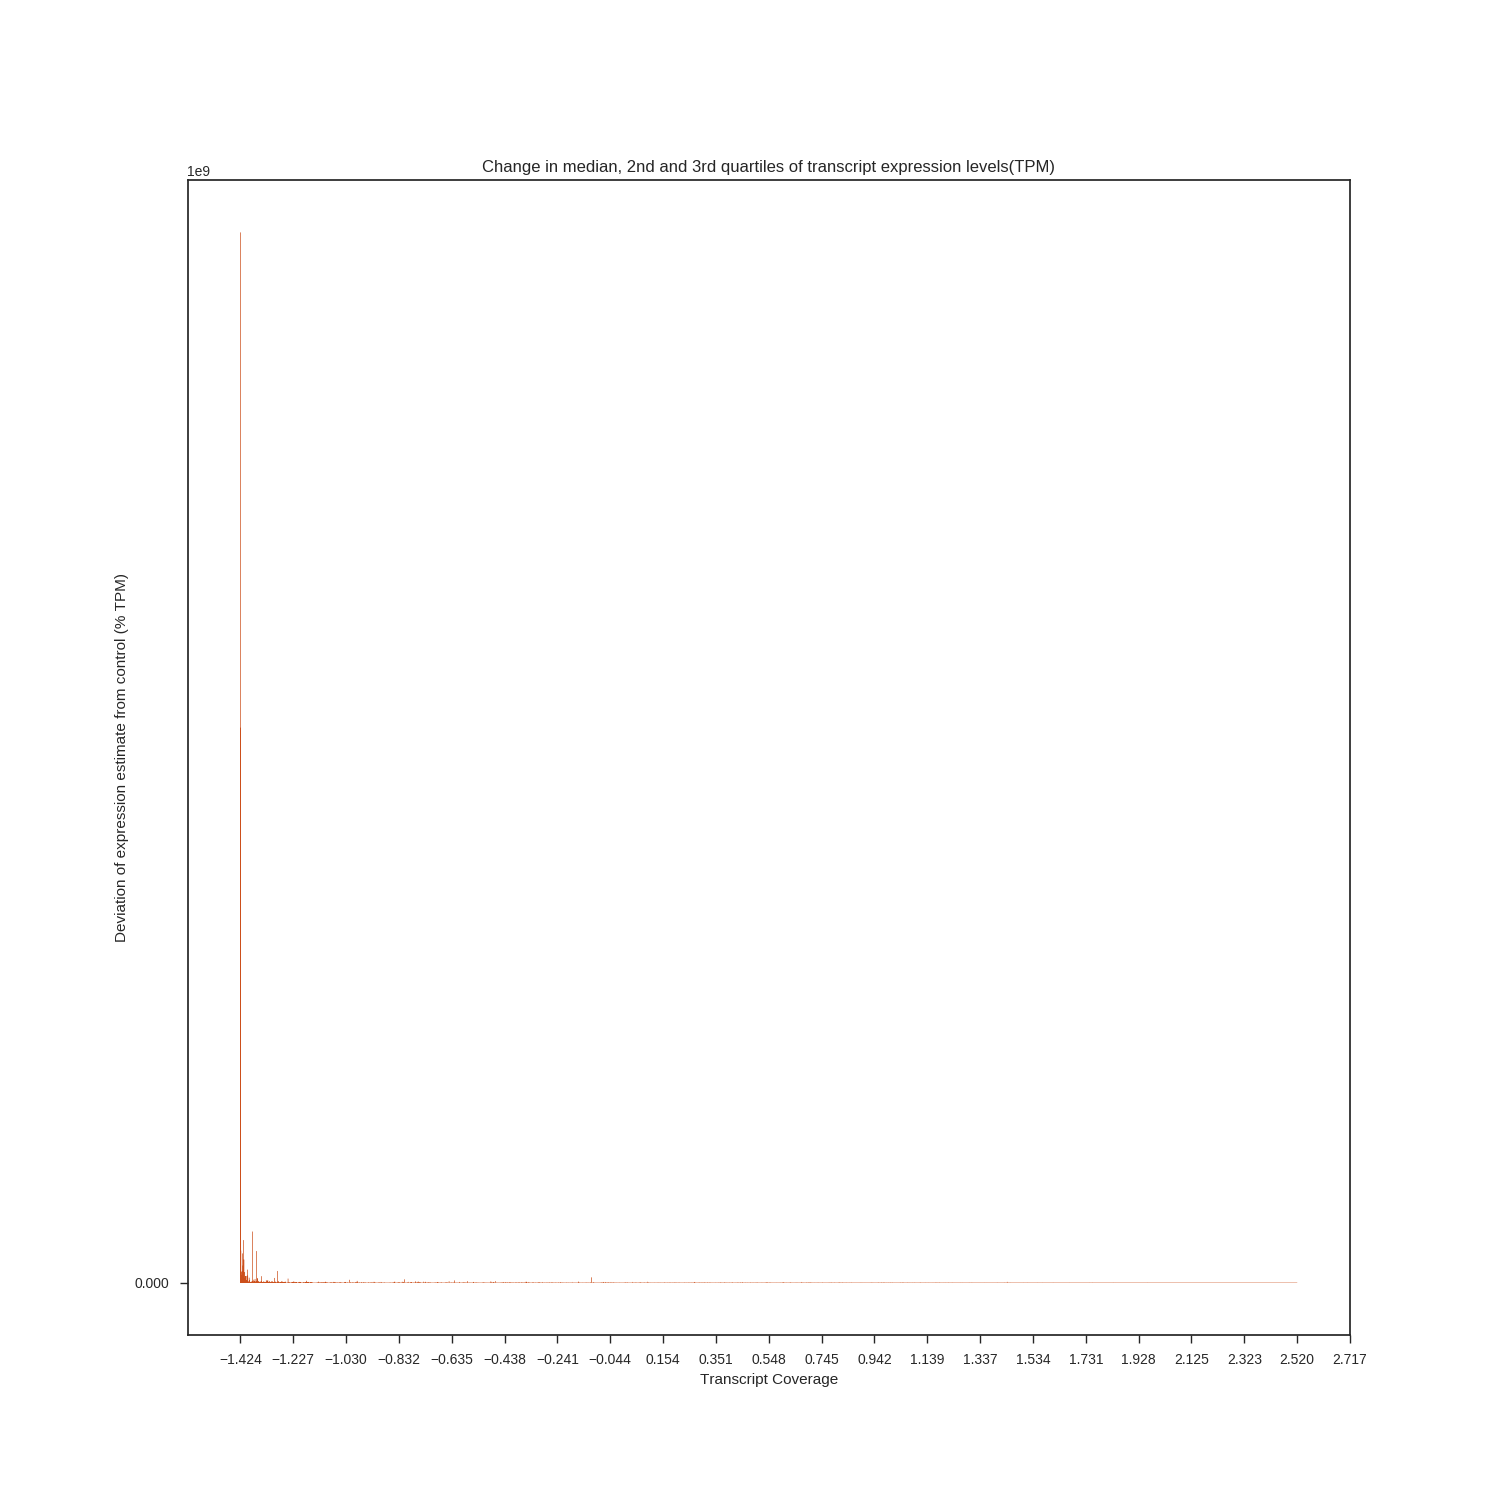 Change in median, 2nd and 3rd quartiles of transcript expression levels(TPM)
1e9
Deviation of expression estimate from control (% TPM)
0.000
−1.424 −1.227 −1.030 −0.832 −0.635 −0.438 −0.241 −0.044 0.154 0.351 0.548 0.745 0.942 1.139 1.337 1.534 1.731 1.928 2.125 2.323 2.520 2.717
Transcript Coverage